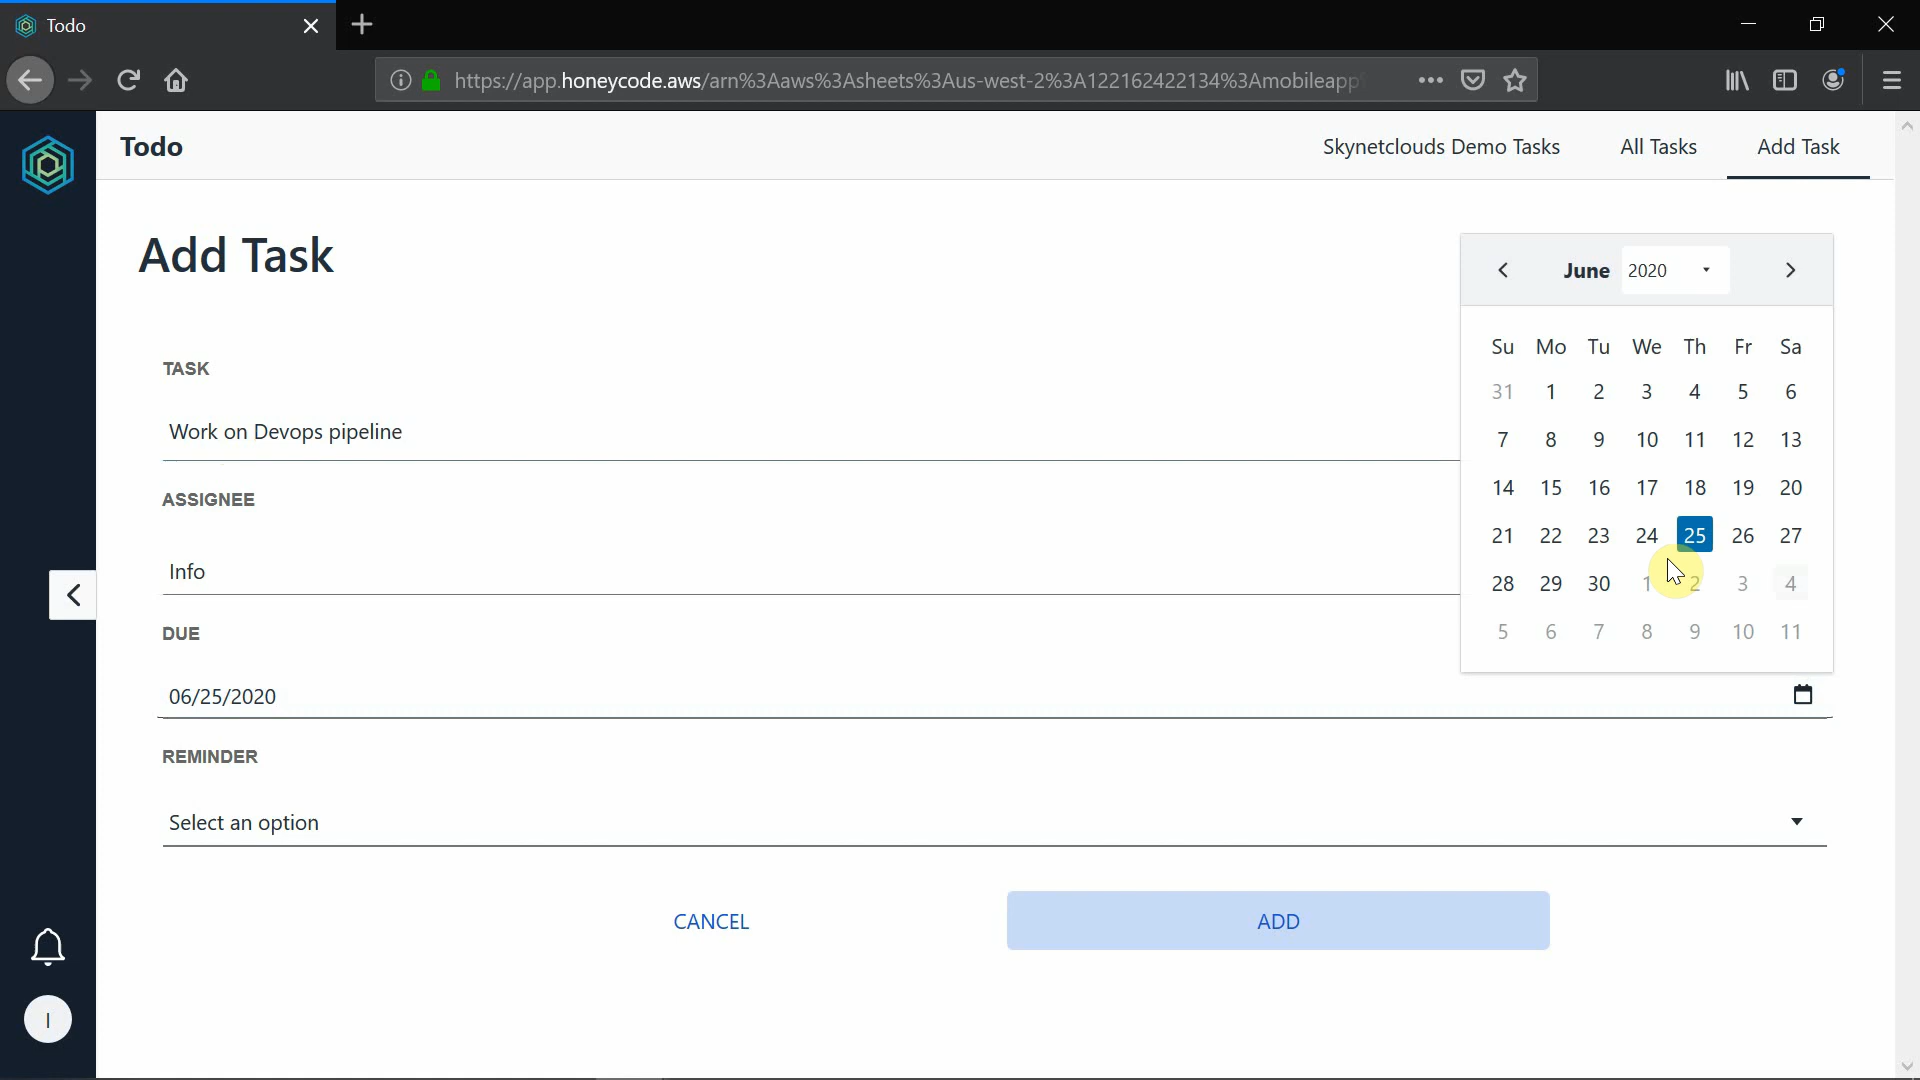 Todo
https://app.honeycode.aws/arn%3Aaws%3Asheets%3Aus-west-2%3A122162422134%3Amobileapp
Todo
Skynetclouds Demo Tasks
All Tasks
Add Task
Add Task
June 2020
Su Mo Tu We Th Fr Sa
31 1 2 3 4 5 6
7 8 9 10 11 12 13
14 15 16 17 18 19 20
21 22 23 24 25 26 27
28 29 30 1 2 3 4
5 6 7 8 9 10 11
TASK
Work on Devops pipeline
ASSIGNEE
Info
DUE
06/25/2020
REMINDER
Select an option
CANCEL
ADD
I